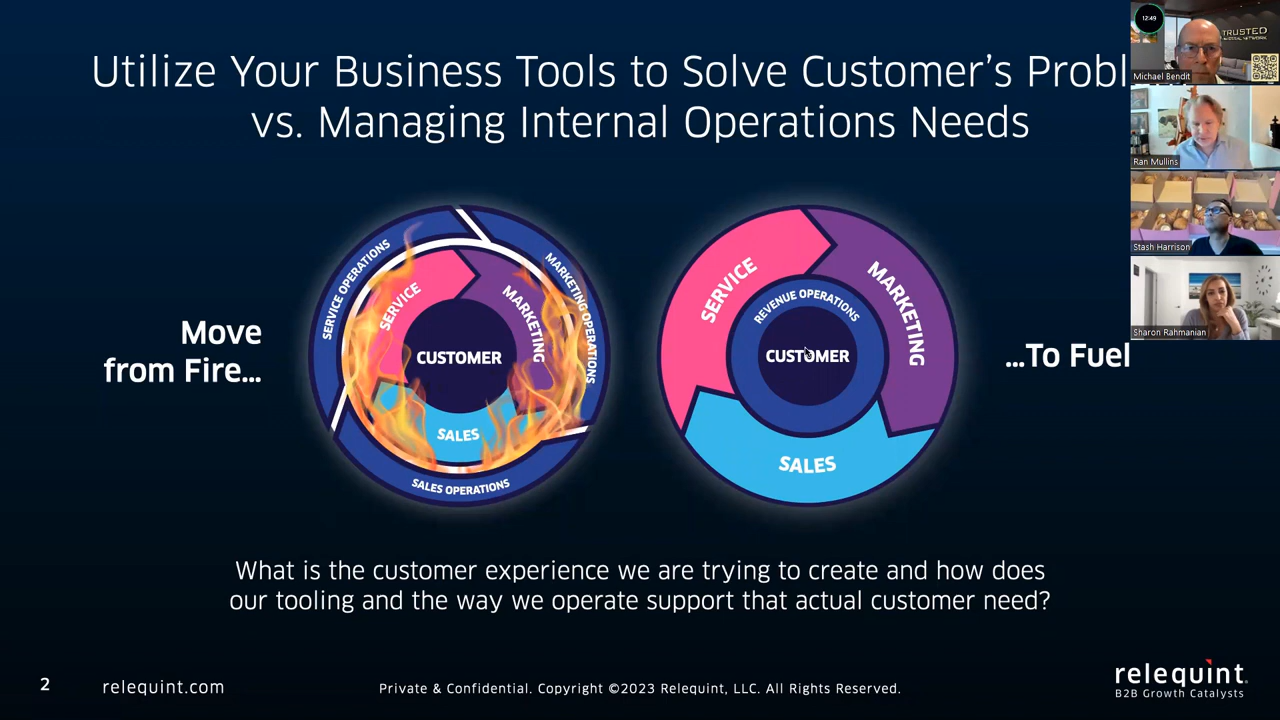 Utilize Your Business Tools to Solve Customer's Probl
vs. Managing Internal Operations Needs
12:49
TRUSTED
Michael Bendit
Ran Mullins
Stash Harrison
Sharon Rahmanian
Move
from Fire...
SERVICE OPERATIONS
MARKETING OPERATIONS
SALES OPERATIONS
SERVICE
MARKETING
SALES
CUSTOMER
SERVICE
MARKETING
SALES
REVENUE OPERATIONS
CUSTOMER
...To Fuel
What is the customer experience we are trying to create and how does
our tooling and the way we operate support that actual customer need?
2
relequint.com
Private & Confidential. Copyright ©2023 Relequint, LLC. All Rights Reserved.
relequint.
B2B Growth Catalysts